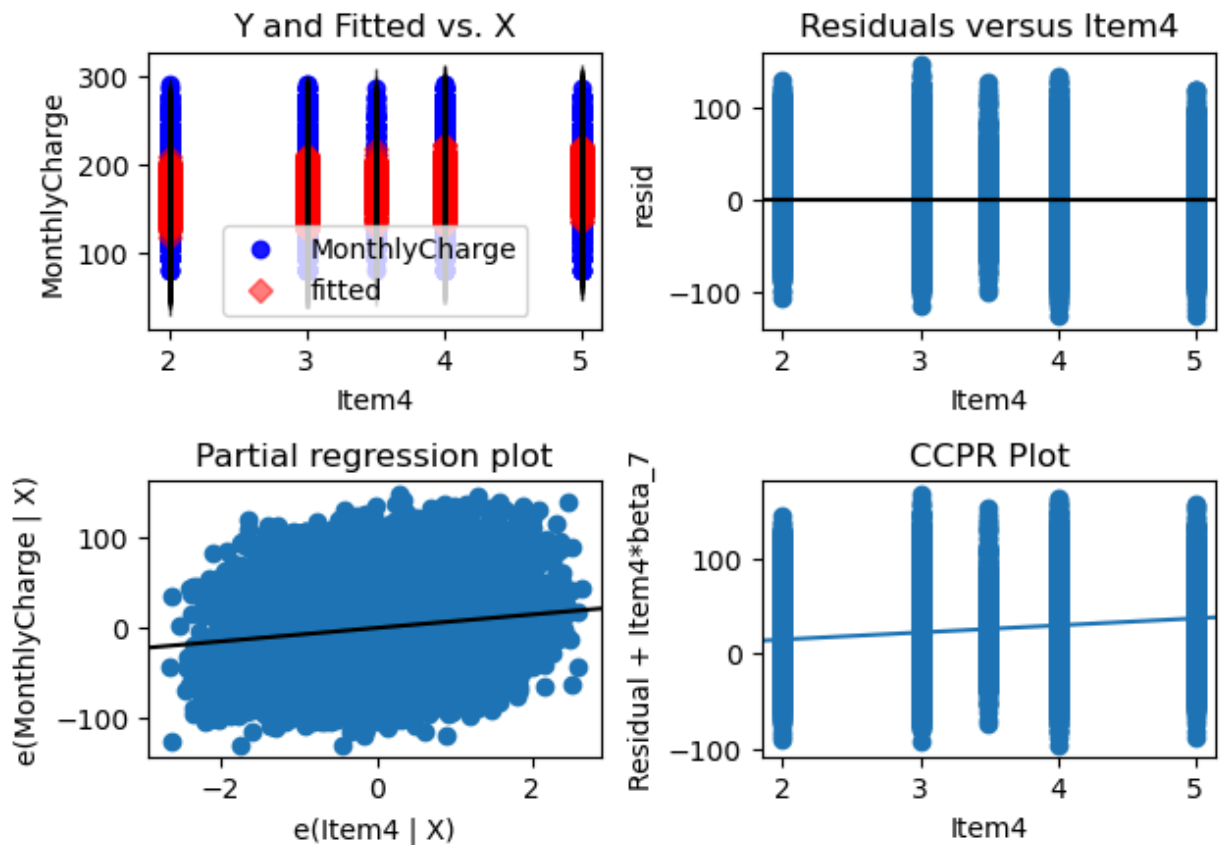 Y and Fitted vs. X
MonthlyCharge
300
200
100
MonthlyCharge
fitted
2
3
4
5
Item4
Residuals versus Item4
resid
100
0
−100
2
3
4
5
Item4
Partial regression plot
e(MonthlyCharge | X)
100
0
−100
−2
0
2
e(Item4 | X)
CCPR Plot
Residual + Item4*beta_7
100
0
−100
2
3
4
5
Item4